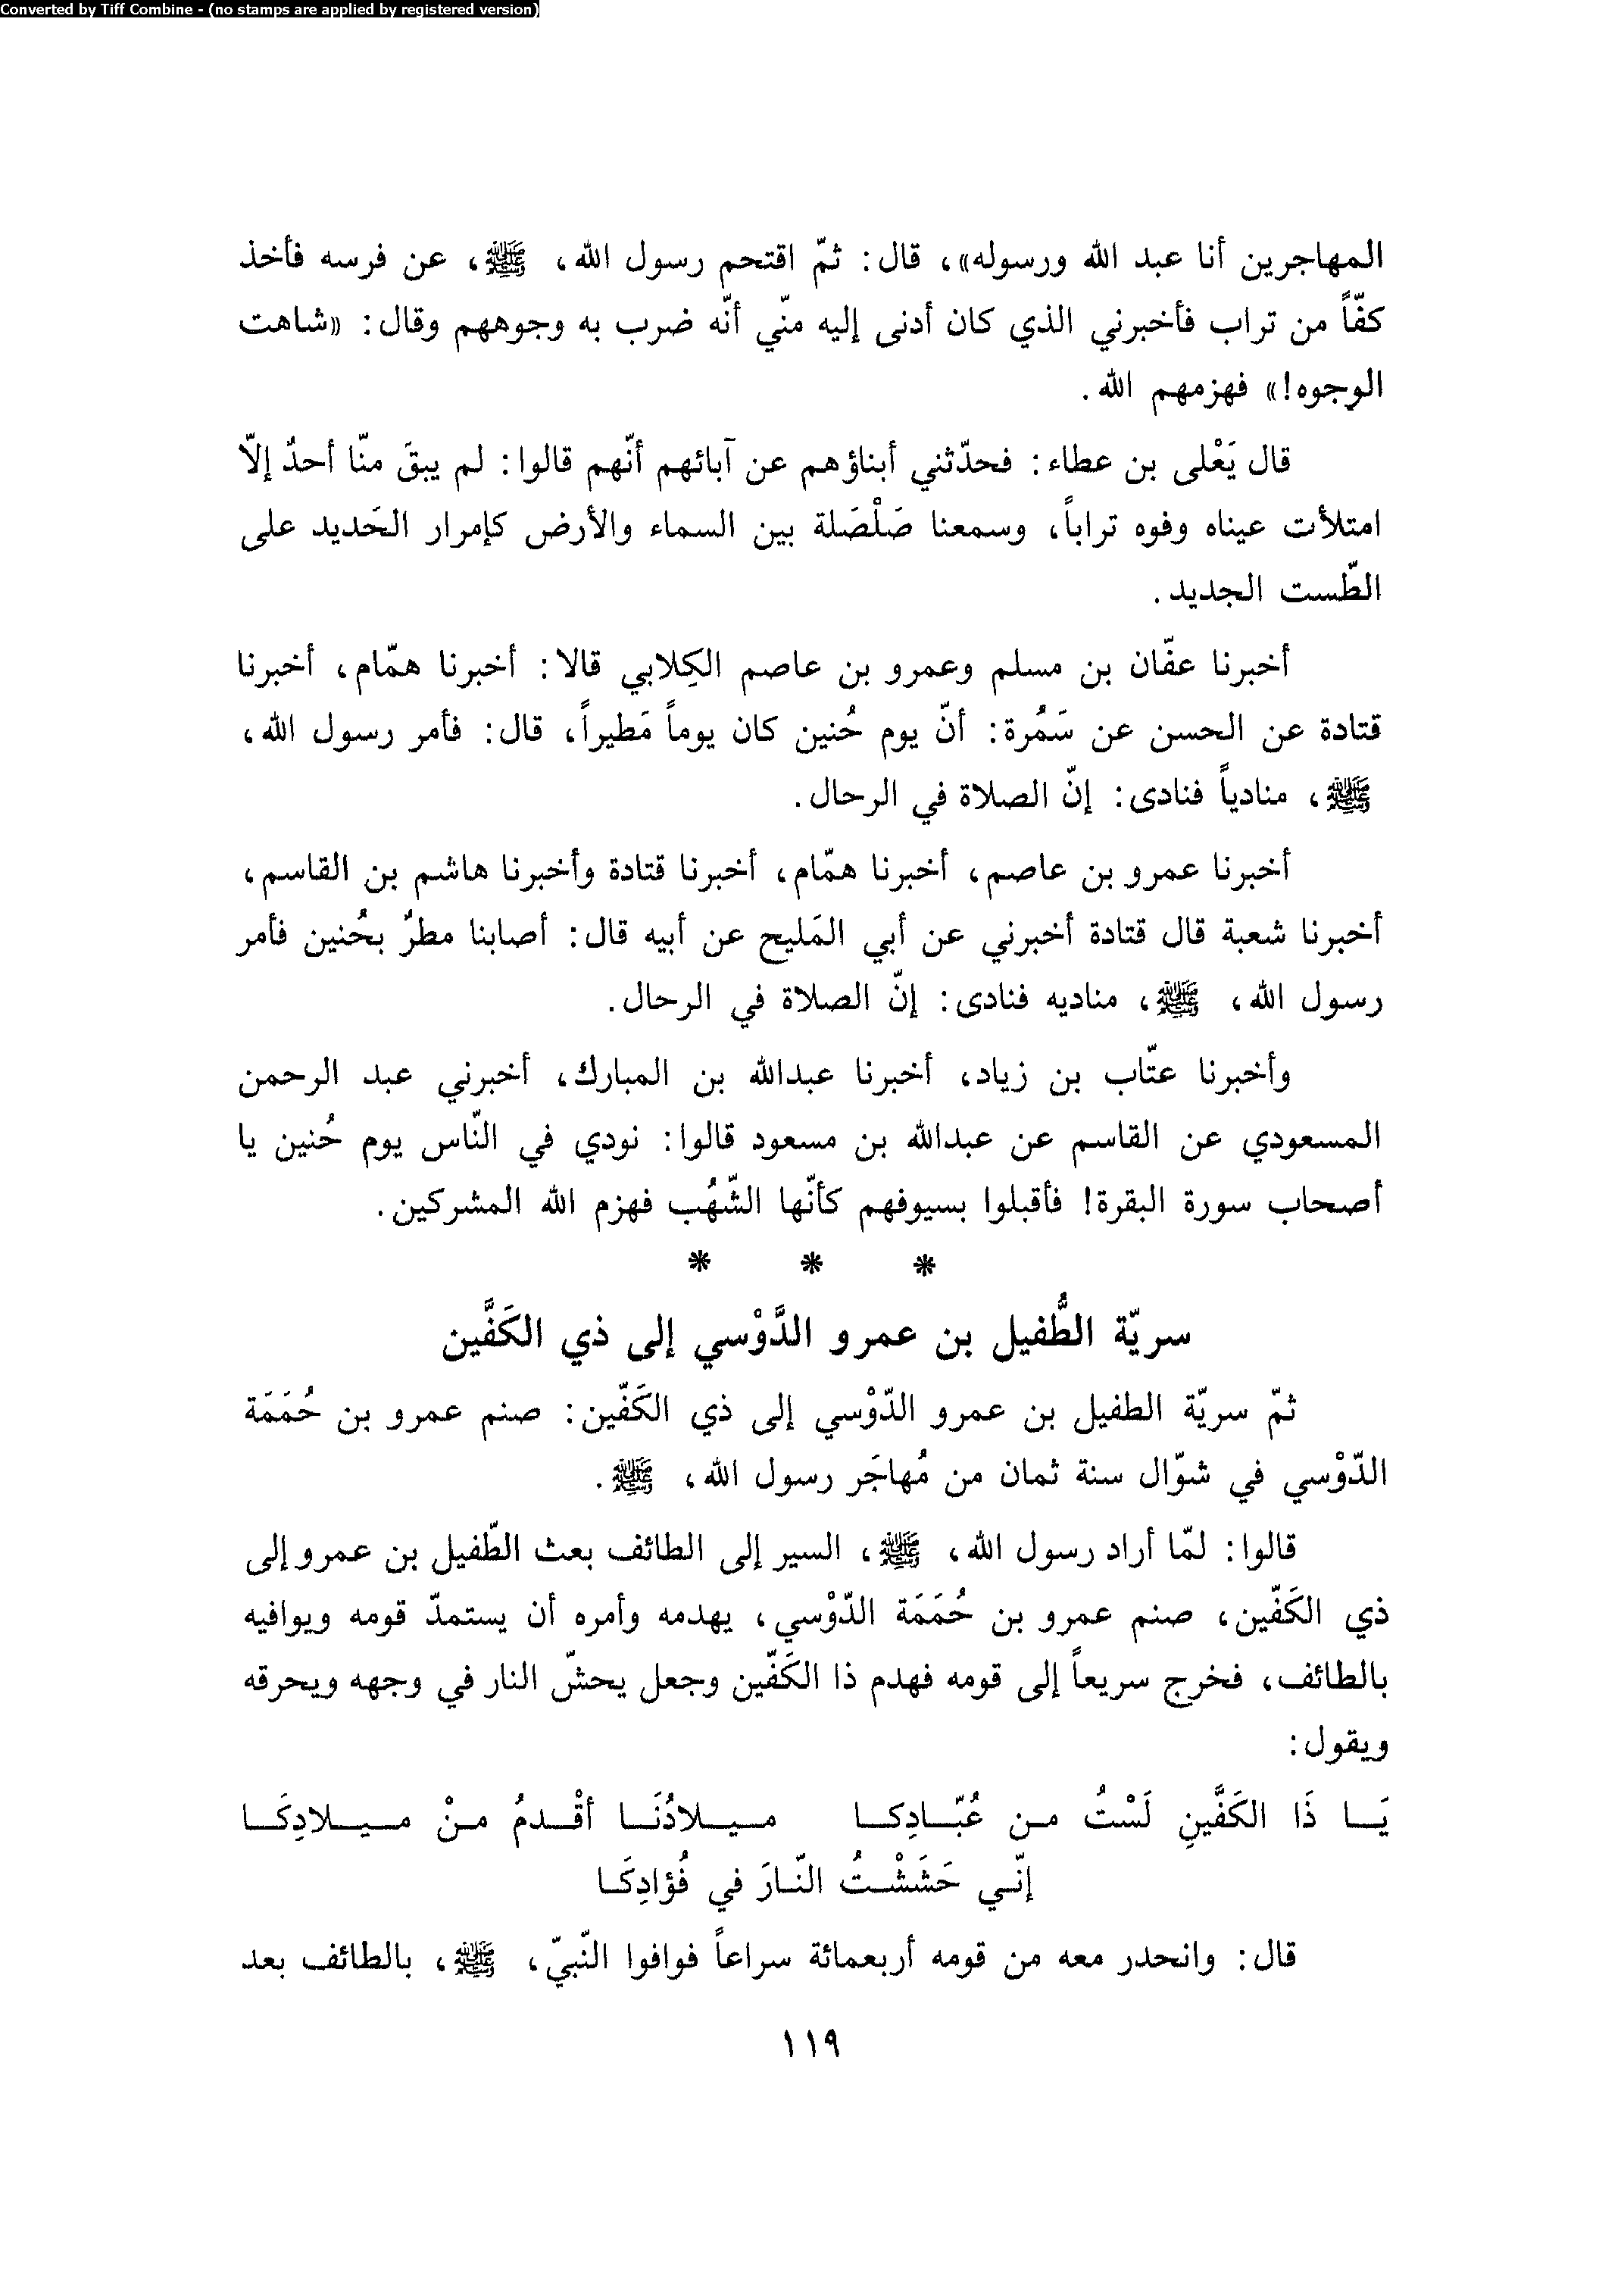 Converted by Tiff Combine - (no stamps are applied by registered version)
المهاجرين أنا عبد الله ورسوله»، قال: ثمّ اقتحم رسول الله، ﷺ، عن فرسه فأخذ
كفّاً من تراب فأخبرني الذي كان أدنى إليه منّي أنّه ضرب به وجوههم وقال: «شاهت
الوجوه!» فهزمهم الله.
قال يَعْلى بن عطاء: فحدّثني أبناؤهم عن آبائهم أنّهم قالوا: لم يبقَ منّا أحدٌ إلّا
امتلأت عيناه وفوه تراباً، وسمعنا صَلْصَلة بين السماء والأرض كإمرار الحَديد على
الطّست الجديد.
أخبرنا عفّان بن مسلم وعمرو بن عاصم الكِلابي قالا: أخبرنا همّام، أخبرنا
قتادة عن الحسن عن سَمُرة: أنّ يوم حُنين كان يوماً مَطيراً، قال: فأمر رسول الله،
ﷺ، منادياً فنادى: إنّ الصلاة في الرحال.
أخبرنا عمرو بن عاصم، أخبرنا همّام، أخبرنا قتادة وأخبرنا هاشم بن القاسم،
أخبرنا شعبة قال قتادة أخبرني عن أبي المَليح عن أبيه قال: أصابنا مطرٌ بحُنين فأمر
رسول الله، ﷺ، مناديه فنادى: إنّ الصلاة في الرحال.
وأخبرنا عتّاب بن زياد، أخبرنا عبدالله بن المبارك، أخبرني عبد الرحمن
المسعودي عن القاسم عن عبدالله بن مسعود قالوا: نودي في النّاس يوم حُنين يا
أصحاب سورة البقرة! فأقبلوا بسيوفهم كأنّها الشّهُب فهزم الله المشركين.
* * *
سريّة الطُّفيل بن عمرو الدَّوْسي إلى ذي الكَفَّين
ثمّ سريّة الطفيل بن عمرو الدّوْسي إلى ذي الكَفّين: صنم عمرو بن حُمَمَة
الدّوْسي في شوّال سنة ثمان من مُهاجَر رسول الله، ﷺ.
قالوا: لمّا أراد رسول الله، ﷺ، السير إلى الطائف بعث الطّفيل بن عمرو إلى
ذي الكَفّين، صنم عمرو بن حُمَمَة الدّوْسي، يهدمه وأمره أن يستمدّ قومه ويوافيه
بالطائف، فخرج سريعاً إلى قومه فهدم ذا الكَفّين وجعل يحشّ النار في وجهه ويحرقه
ويقول:
يَــا ذَا الكَفَّينِ لَسْتُ مـن عُبّـادِكـا ميـلادُنَـا أقْـدمُ مـنْ ميـلادِكَـا
إنّـي حَشَشْـتُ النّـارَ في فُؤادِكَـا
قال: وانحدر معه من قومه أربعمائة سراعاً فوافوا النّبيّ، ﷺ، بالطائف بعد
١١٩